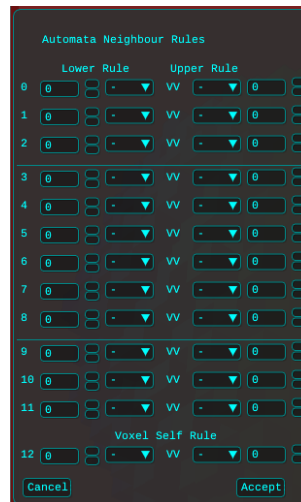 Automata Neighbour Rules
Lower Rule Upper Rule
0 0 - VV - 0
1 0 - VV - 0
2 0 - VV - 0
3 0 - VV - 0
4 0 - VV - 0
5 0 - VV - 0
6 0 - VV - 0
7 0 - VV - 0
8 0 - VV - 0
9 0 - VV - 0
10 0 - VV - 0
11 0 - VV - 0
Voxel Self Rule
12 0 - VV - 0
Cancel Accept